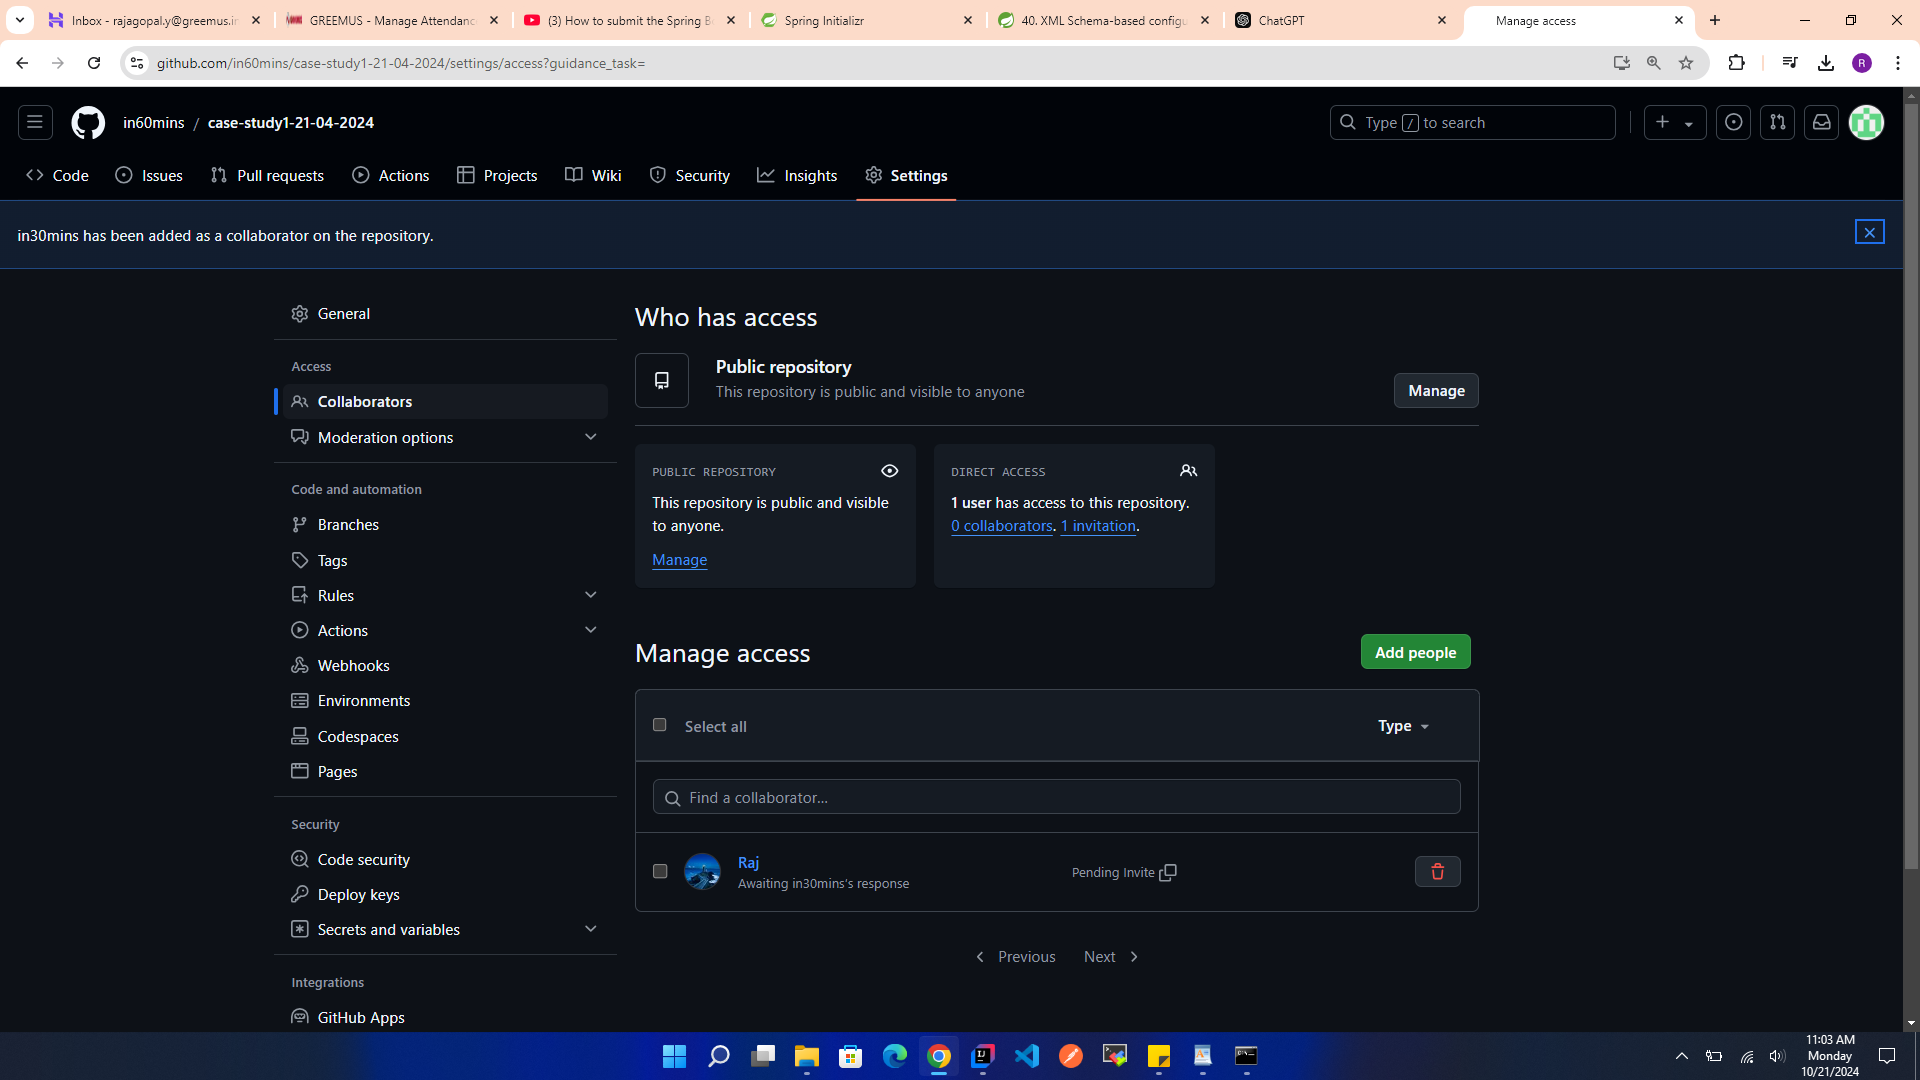 Inbox - rajagopal.y@greemus.in
GREEMUS - Manage Attendanc
(3) How to submit the Spring B
Spring Initializr
40. XML Schema-based configu
ChatGPT
Manage access
github.com/in60mins/case-study1-21-04-2024/settings/access?guidance_task=
R
in60mins / case-study1-21-04-2024
Type / to search
Code
Issues
Pull requests
Actions
Projects
Wiki
Security
Insights
Settings
in30mins has been added as a collaborator on the repository.
General
Access
Collaborators
Moderation options
Code and automation
Branches
Tags
Rules
Actions
Webhooks
Environments
Codespaces
Pages
Security
Code security
Deploy keys
Secrets and variables
Integrations
GitHub Apps
Who has access
Public repository
This repository is public and visible to anyone
Manage
PUBLIC REPOSITORY
This repository is public and visible
to anyone.
Manage
DIRECT ACCESS
1 user has access to this repository.
0 collaborators. 1 invitation.
Manage access
Add people
Select all
Type
Find a collaborator...
Raj
Awaiting in30mins's response
Pending Invite
Previous
Next
11:03 AM
Monday
10/21/2024